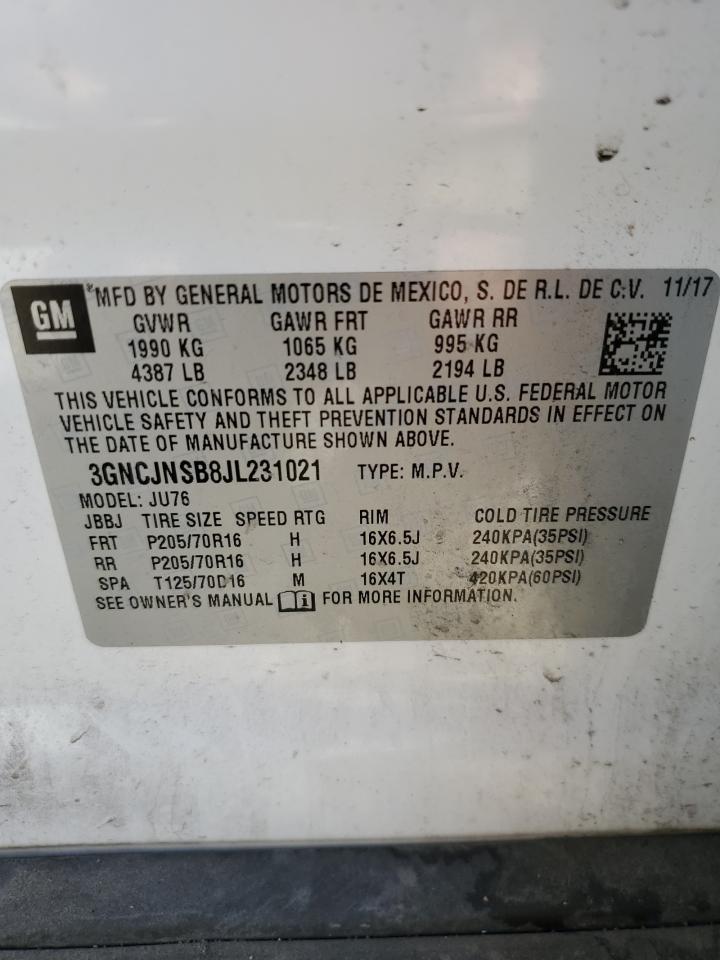 GM
*MFD BY GENERAL MOTORS DE MEXICO, S. DE R.L. DE C.V. 11/17
GVWR GAWR FRT GAWR RR
1990 KG 1065 KG 995 KG
4387 LB 2348 LB 2194 LB
THIS VEHICLE CONFORMS TO ALL APPLICABLE U.S. FEDERAL MOTOR
VEHICLE SAFETY AND THEFT PREVENTION STANDARDS IN EFFECT ON
THE DATE OF MANUFACTURE SHOWN ABOVE.
3GNCJNSB8JL231021 TYPE: M.P.V.
MODEL: JU76
JBBJ TIRE SIZE SPEED RTG RIM COLD TIRE PRESSURE
FRT P205/70R16 H 16X6.5J 240KPA(35PSI)
RR P205/70R16 H 16X6.5J 240KPA(35PSI)
SPA T125/70D16 M 16X4T 420KPA(60PSI)
SEE OWNER'S MANUAL i FOR MORE INFORMATION.